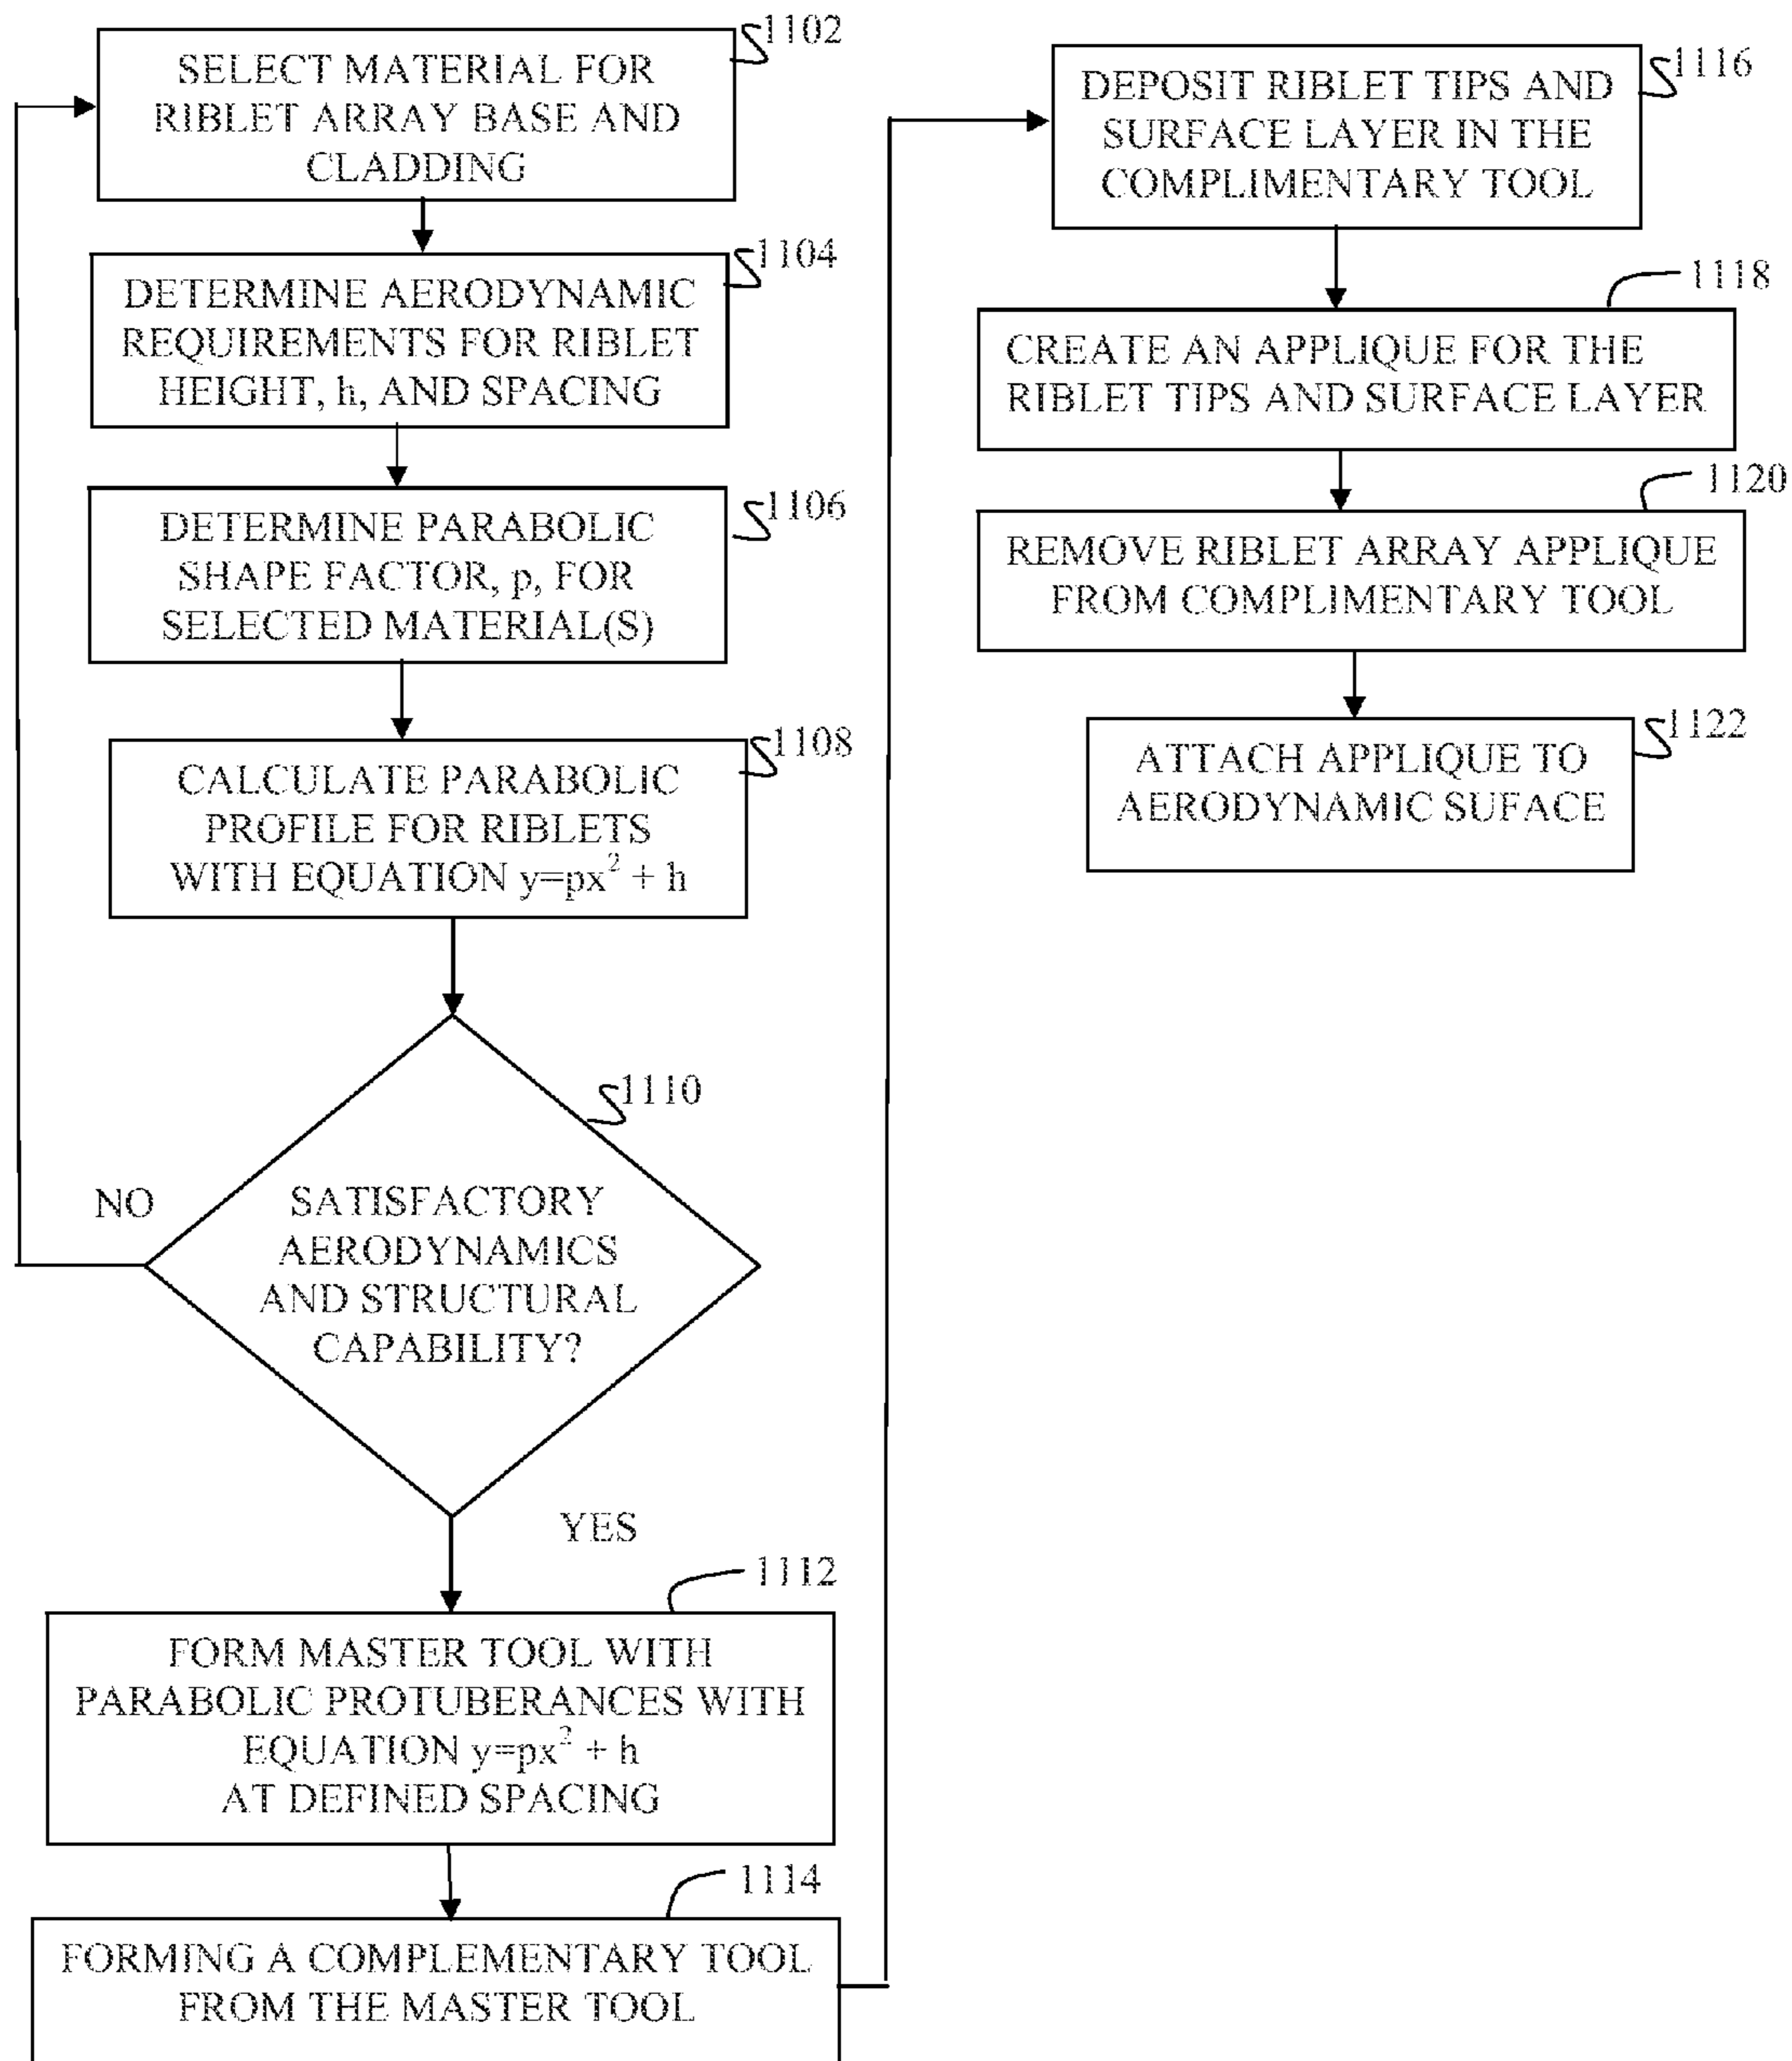 1102
SELECT MATERIAL FOR
RIBLET ARRAY BASE AND
CLADDING
1104
DETERMINE AERODYNAMIC
REQUIREMENTS FOR RIBLET
HEIGHT, h, AND SPACING
1106
DETERMINE PARABOLIC
SHAPE FACTOR, p, FOR
SELECTED MATERIAL(S)
1108
CALCULATE PARABOLIC
PROFILE FOR RIBLETS
WITH EQUATION y=px² + h
1110
NO
SATISFACTORY
AERODYNAMICS
AND STRUCTURAL
CAPABILITY?
YES
1112
FORM MASTER TOOL WITH
PARABOLIC PROTUBERANCES WITH
EQUATION y=px² + h
AT DEFINED SPACING
1114
FORMING A COMPLEMENTARY TOOL
FROM THE MASTER TOOL
1116
DEPOSIT RIBLET TIPS AND
SURFACE LAYER IN THE
COMPLIMENTARY TOOL
1118
CREATE AN APPLIQUE FOR THE
RIBLET TIPS AND SURFACE LAYER
1120
REMOVE RIBLET ARRAY APPLIQUE
FROM COMPLIMENTARY TOOL
1122
ATTACH APPLIQUE TO
AERODYNAMIC SUFACE